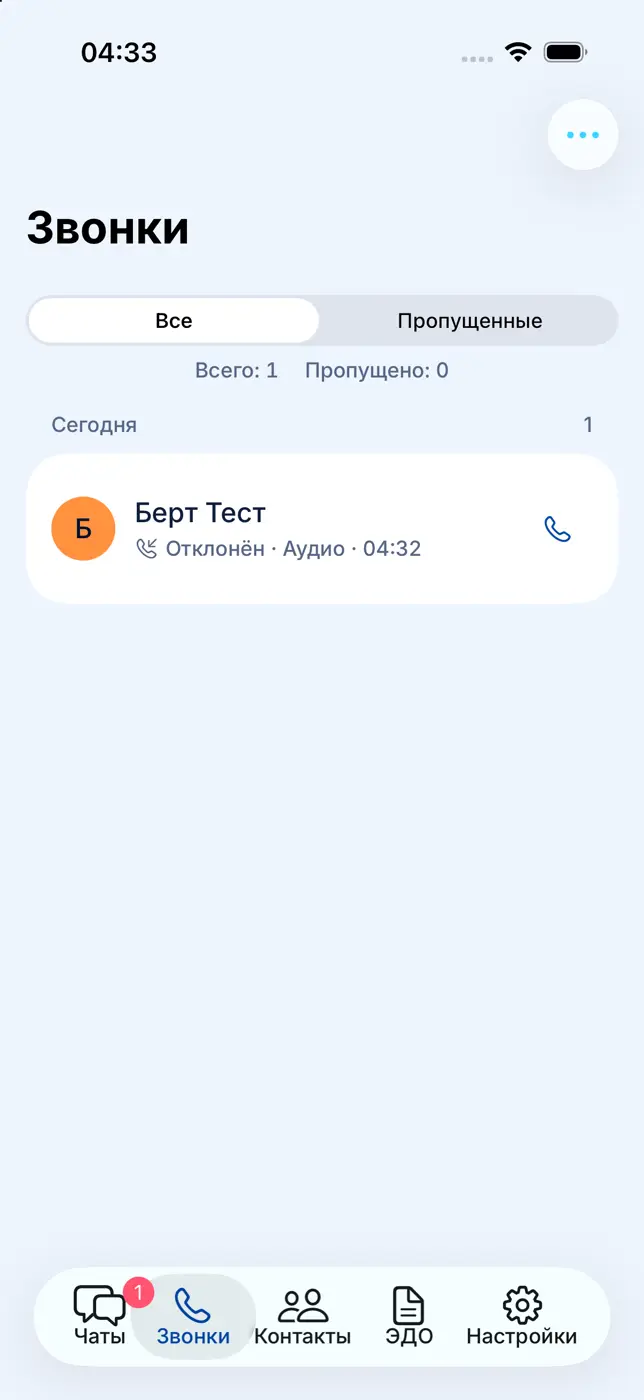 04:33
Звонки
Все Пропущенные
Всего: 1 Пропущено: 0
Сегодня 1
Б
Берт Тест
Отклонён · Аудио · 04:32
1
Чаты Звонки Контакты ЭДО Настройки